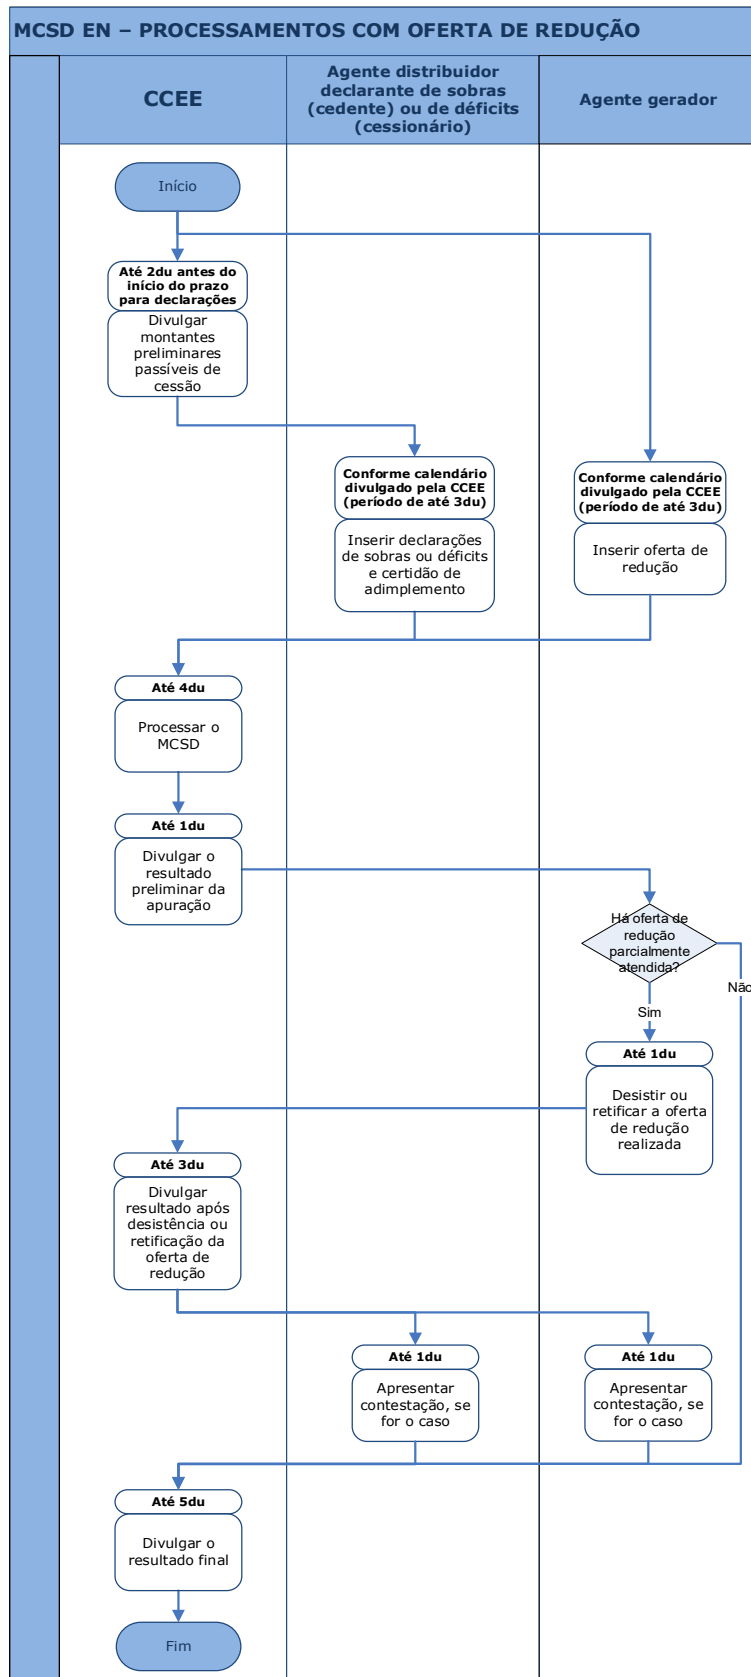 MCSD EN – PROCESSAMENTOS COM OFERTA DE REDUÇÃO
CCEE
Agente distribuidor
declarante de sobras
(cedente) ou de déficits
(cessionário)
Agente gerador
Início
Até 2du antes do
início do prazo
para declarações
Divulgar
montantes
preliminares
passíveis de
cessão
Conforme calendário
divulgado pela CCEE
(período de até 3du)
Inserir declarações
de sobras ou déficits
e certidão de
adimplemento
Conforme calendário
divulgado pela CCEE
(período de até 3du)
Inserir oferta de
redução
Até 4du
Processar o
MCSD
Até 1du
Divulgar o
resultado
preliminar da
apuração
Há oferta de
redução
parcialmente
atendida?
Não
Sim
Até 1du
Desistir ou
retificar a oferta
de redução
realizada
Até 3du
Divulgar
resultado após
desistência ou
retificação da
oferta de
redução
Até 1du
Apresentar
contestação, se
for o caso
Até 1du
Apresentar
contestação, se
for o caso
Até 5du
Divulgar o
resultado final
Fim